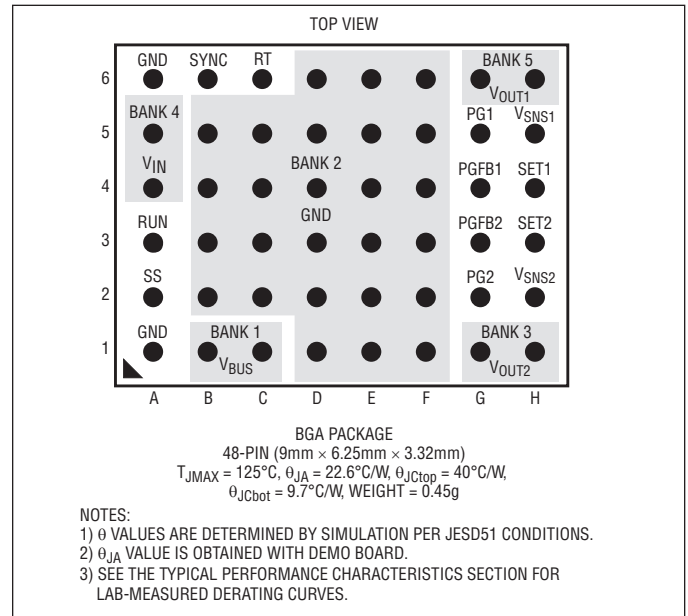 TOP VIEW
GND SYNC RT BANK 5
6
VOUT1
BANK 4 PG1 VSNS1
5
VIN BANK 2 PGFB1 SET1
4
GND
RUN PGFB2 SET2
3
SS PG2 VSNS2
2
GND BANK 1 BANK 3
1
VBUS VOUT2
A B C D E F G H
BGA PACKAGE
48-PIN (9mm × 6.25mm × 3.32mm)
TJMAX = 125°C, θJA = 22.6°C/W, θJCtop = 40°C/W,
θJCbot = 9.7°C/W, WEIGHT = 0.45g
NOTES:
1) θ VALUES ARE DETERMINED BY SIMULATION PER JESD51 CONDITIONS.
2) θJA VALUE IS OBTAINED WITH DEMO BOARD.
3) SEE THE TYPICAL PERFORMANCE CHARACTERISTICS SECTION FOR
LAB-MEASURED DERATING CURVES.